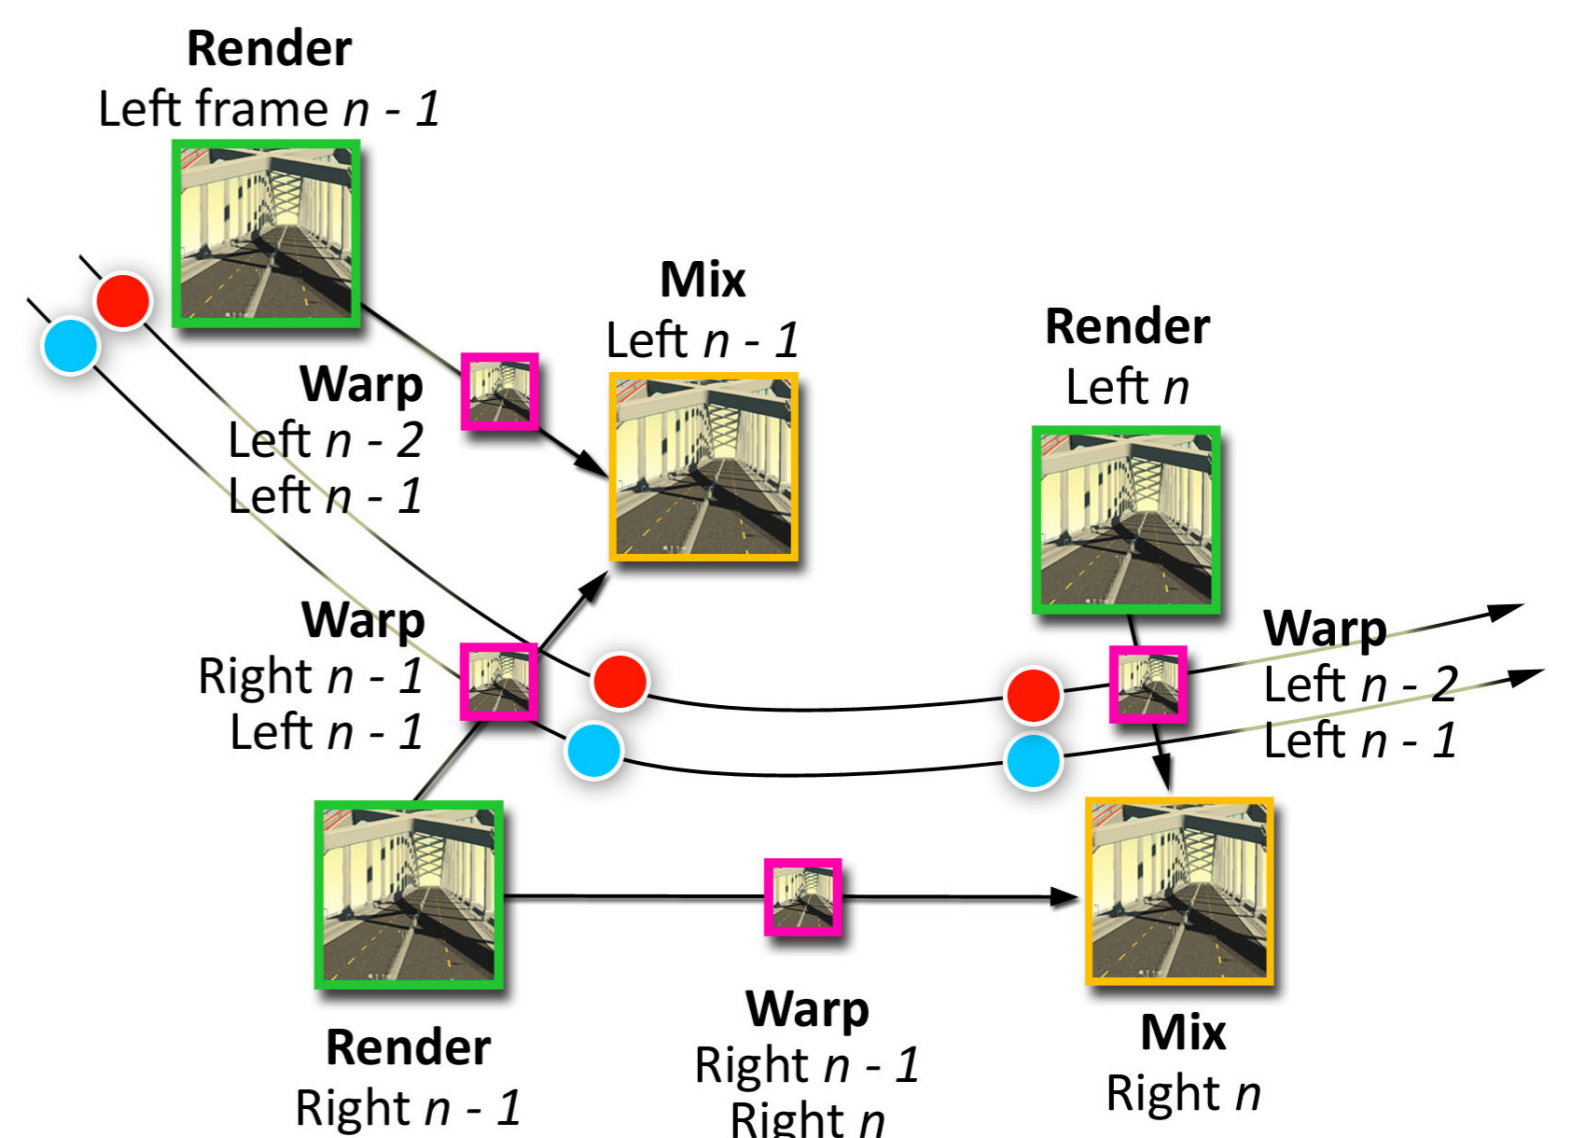 Render
Left frame n - 1
Mix
Left n - 1
Render
Left n
Warp
Left n - 2
Left n - 1
Warp
Right n - 1
Left n - 1
Warp
Left n - 2
Left n - 1
Render
Right n - 1
Warp
Right n - 1
Right n
Mix
Right n